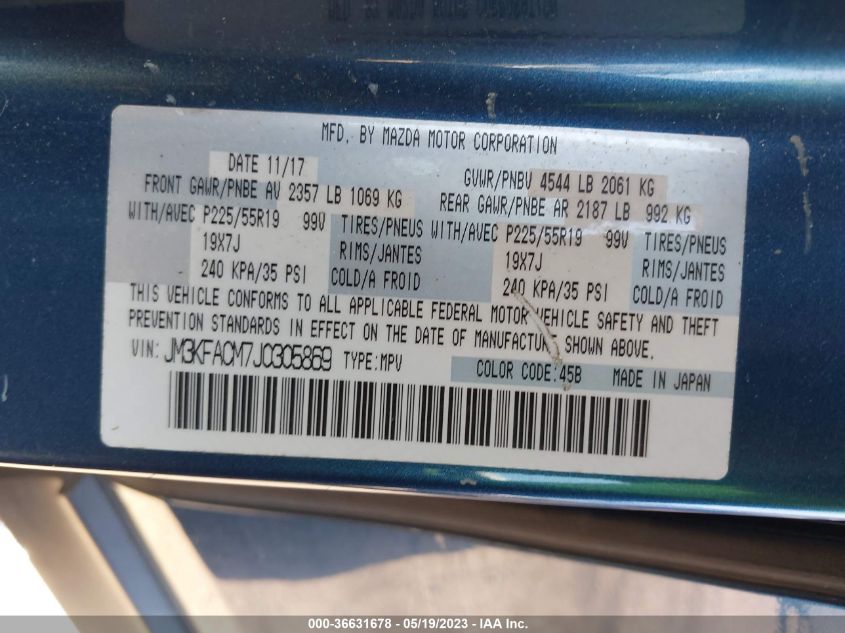 MFD. BY MAZDA MOTOR CORPORATION
DATE 11/17 GVWR/PNBV 4544 LB 2061 KG
FRONT GAWR/PNBE AV 2357 LB 1069 KG REAR GAWR/PNBE AR 2187 LB 992 KG
WITH/AVEC P225/55R19 99V TIRES/PNEUS WITH/AVEC P225/55R19 99V TIRES/PNEUS
19X7J RIMS/JANTES 19X7J RIMS/JANTES
240 KPA/35 PSI COLD/A FROID 240 KPA/35 PSI COLD/A FROID
THIS VEHICLE CONFORMS TO ALL APPLICABLE FEDERAL MOTOR VEHICLE SAFETY AND THEFT
PREVENTION STANDARDS IN EFFECT ON THE DATE OF MANUFACTURE SHOWN ABOVE.
VIN: JM3KFACM7J0305869 TYPE:MPV COLOR CODE:45B MADE IN JAPAN
000-36631678 - 05/19/2023 - IAA Inc.